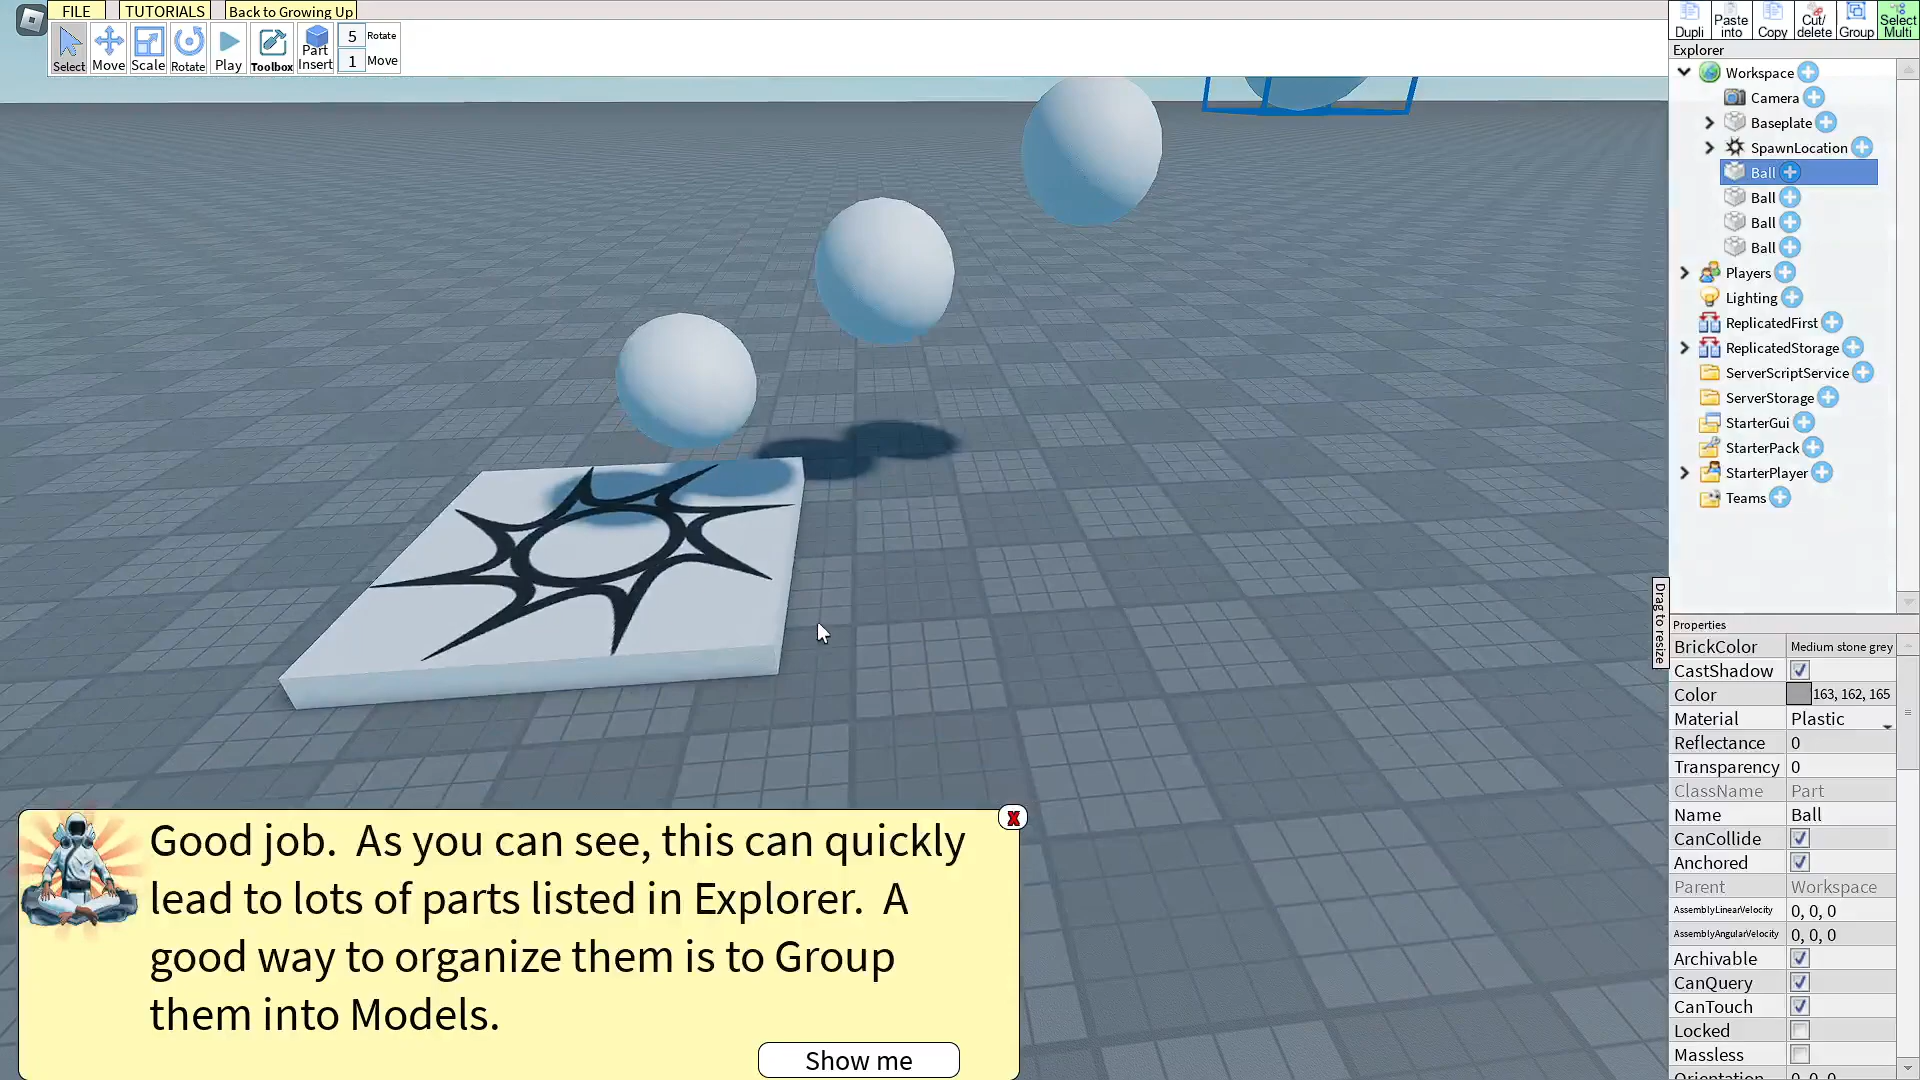 FILE
TUTORIALS
Back to Growing Up
Select
Move
Scale
Rotate
Play
Toolbox
Part
Insert
5 Rotate
1 Move
Dupli
Paste
into
Copy
Cut/
delete
Group
Select
Multi
Explorer
Workspace
Camera
Baseplate
SpawnLocation
Ball
Ball
Ball
Ball
Players
Lighting
ReplicatedFirst
ReplicatedStorage
ServerScriptService
ServerStorage
StarterGui
StarterPack
StarterPlayer
Teams
Drag to resize
Properties
BrickColor Medium stone grey
CastShadow
Color 163, 162, 165
Material Plastic
Reflectance 0
Transparency 0
ClassName Part
Name Ball
CanCollide
Anchored
Parent Workspace
AssemblyLinearVelocity 0, 0, 0
AssemblyAngularVelocity 0, 0, 0
Archivable
CanQuery
CanTouch
Locked
Massless
Orientation 0, 0, 0
X
Good job. As you can see, this can quickly
lead to lots of parts listed in Explorer. A
good way to organize them is to Group
them into Models.
Show me